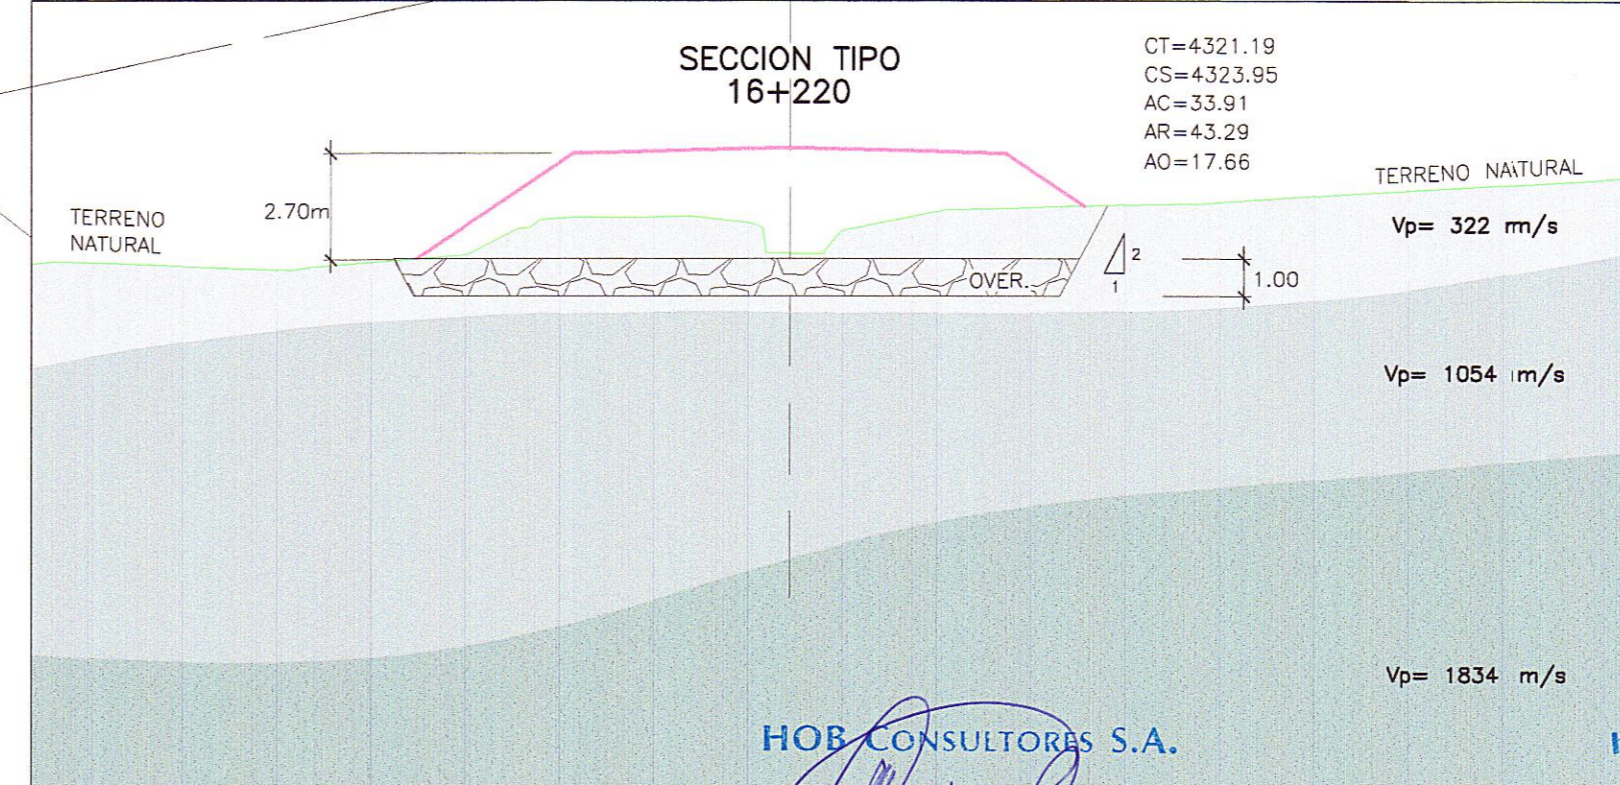 SECCION TIPO
16+220
CT=4321.19
CS=4323.95
AC=33.91
AR=43.29
AO=17.66
TERRENO NATURAL
TERRENO
NATURAL
2.70m
Vp= 322 m/s
2
1
OVER.
1.00
Vp= 1054 m/s
Vp= 1834 m/s
HOB CONSULTORES S.A.